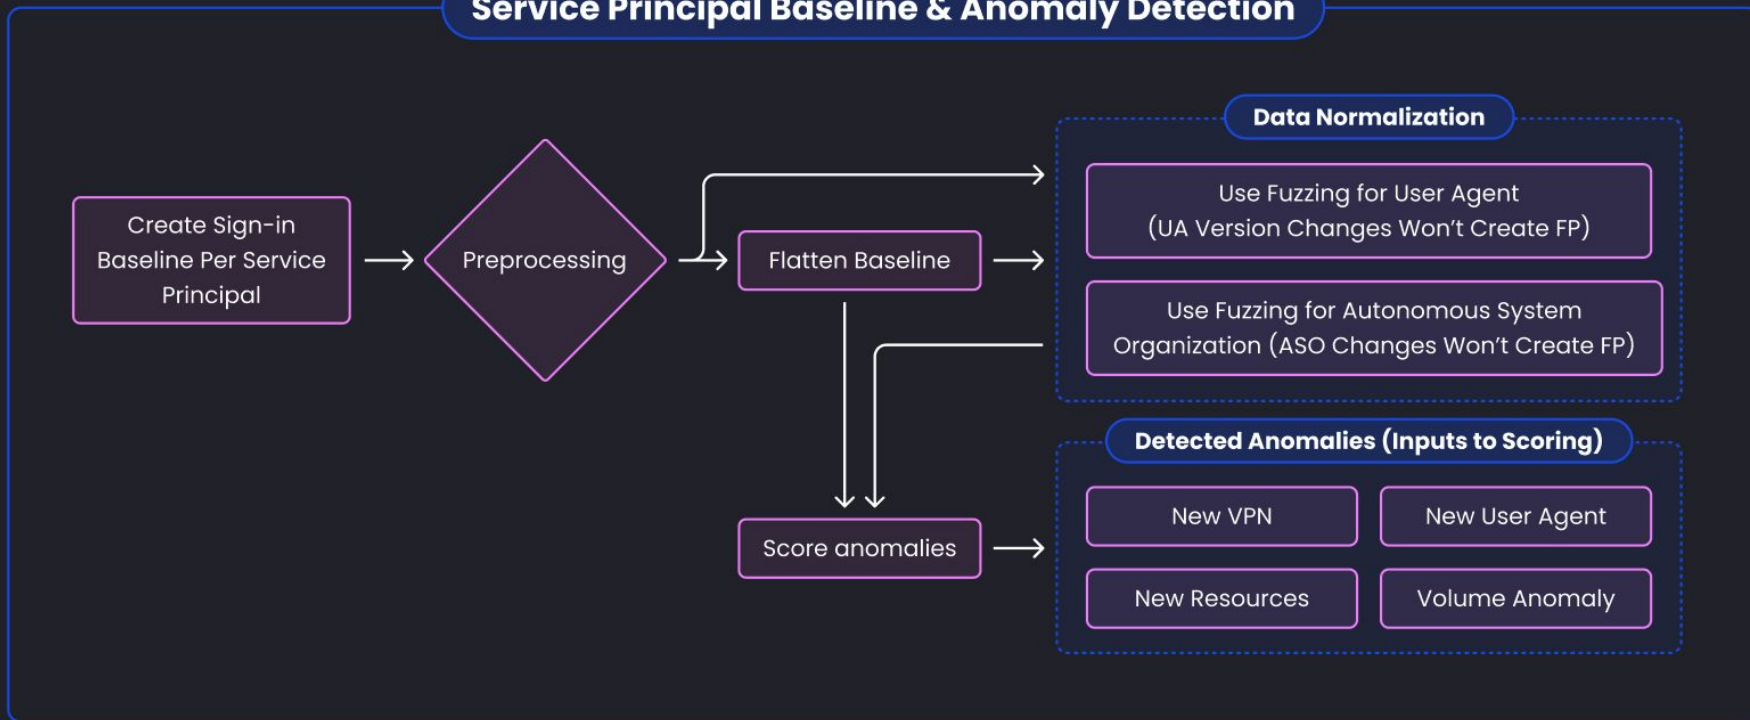 Service Principal Baseline & Anomaly Detection
Create Sign-in
Baseline Per Service
Principal
Preprocessing
Flatten Baseline
Data Normalization
Use Fuzzing for User Agent
(UA Version Changes Won’t Create FP)
Use Fuzzing for Autonomous System
Organization (ASO Changes Won’t Create FP)
Score anomalies
Detected Anomalies (Inputs to Scoring)
New VPN
New User Agent
New Resources
Volume Anomaly